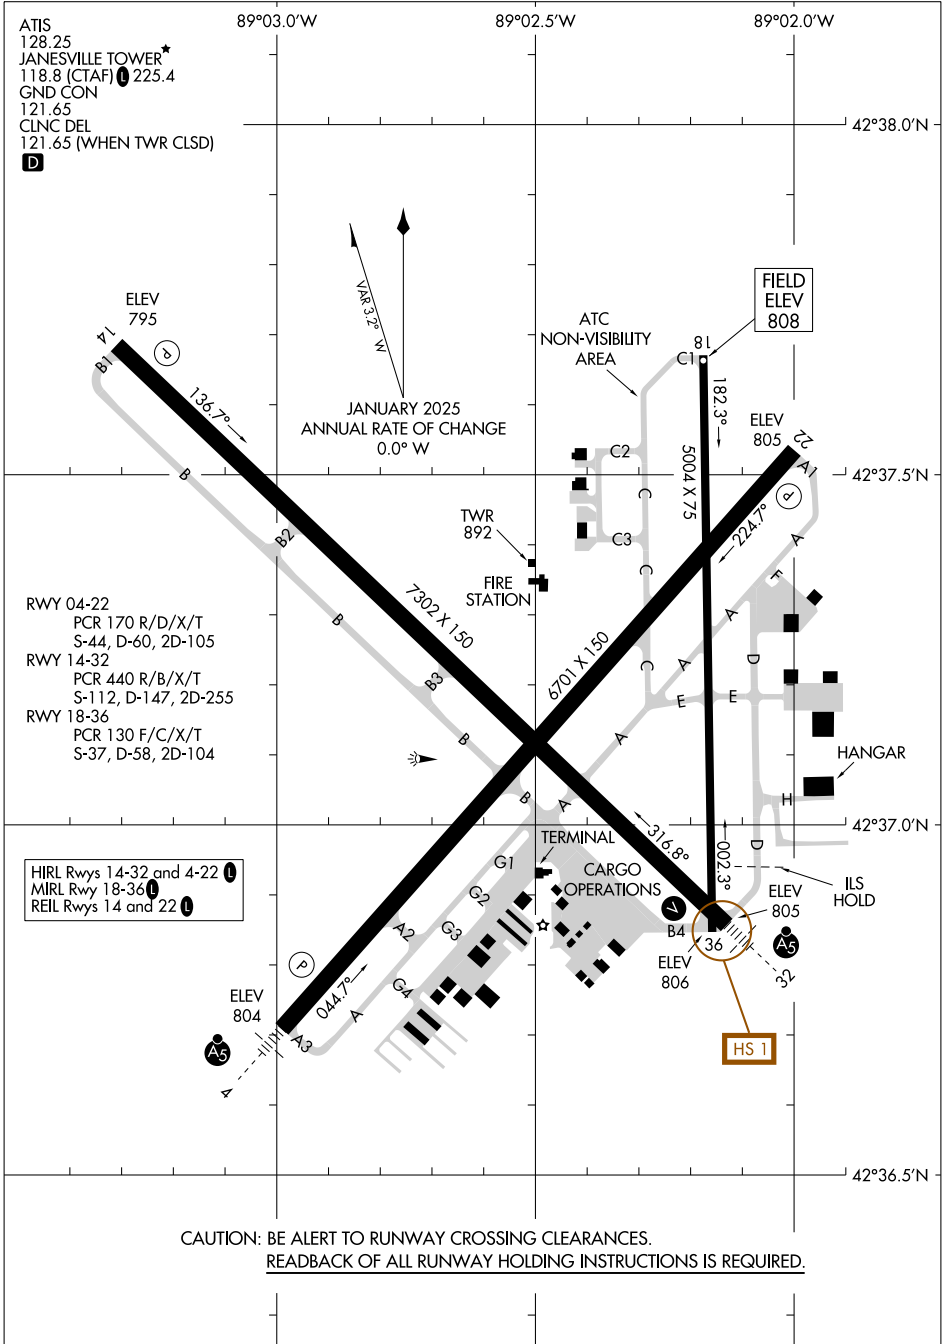 ATIS
128.25
JANESVILLE TOWER★
118.8 (CTAF) L 225.4
GND CON
121.65
CLNC DEL
121.65 (WHEN TWR CLSD)
D
89°03.0'W
89°02.5'W
89°02.0'W
42°38.0'N
42°37.5'N
42°37.0'N
42°36.5'N
VAR 3.2° W
JANUARY 2025
ANNUAL RATE OF CHANGE
0.0° W
ELEV
795
14
B1
P
136.7°
ATC
NON-VISIBILITY
AREA
FIELD
ELEV
808
18
C1
182.3°
5004 X 75
ELEV
805
22
A1
P
224.7°
C2
C
C3
C
C
B
B2
B
B3
B
B
7302 X 150
6701 X 150
TWR
892
FIRE
STATION
A
F
A
D
A
E
E
A
A
RWY 04-22
PCR 170 R/D/X/T
S-44, D-60, 2D-105
RWY 14-32
PCR 440 R/B/X/T
S-112, D-147, 2D-255
RWY 18-36
PCR 130 F/C/X/T
S-37, D-58, 2D-104
HANGAR
H
D
HIRL Rwys 14-32 and 4-22 L
MIRL Rwy 18-36 L
REIL Rwys 14 and 22 L
TERMINAL
CARGO
OPERATIONS
316.8°
002.3°
ILS
HOLD
ELEV
805
V
B4
36
A5
32
ELEV
806
HS 1
G1
G2
G3
G4
A2
A
A3
P
044.7°
ELEV
804
A5
4
CAUTION: BE ALERT TO RUNWAY CROSSING CLEARANCES.
READBACK OF ALL RUNWAY HOLDING INSTRUCTIONS IS REQUIRED.